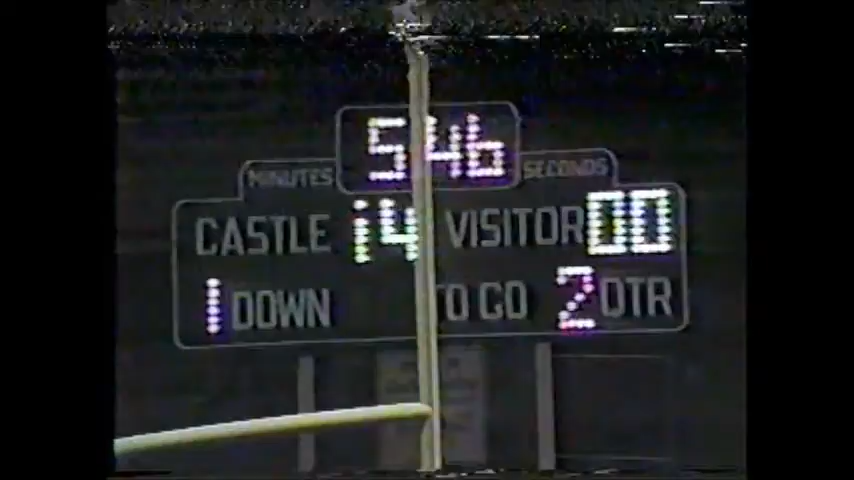 5 46
MINUTES SECONDS
CASTLE 14 VISITOR 00
1 DOWN TO GO 2 QTR